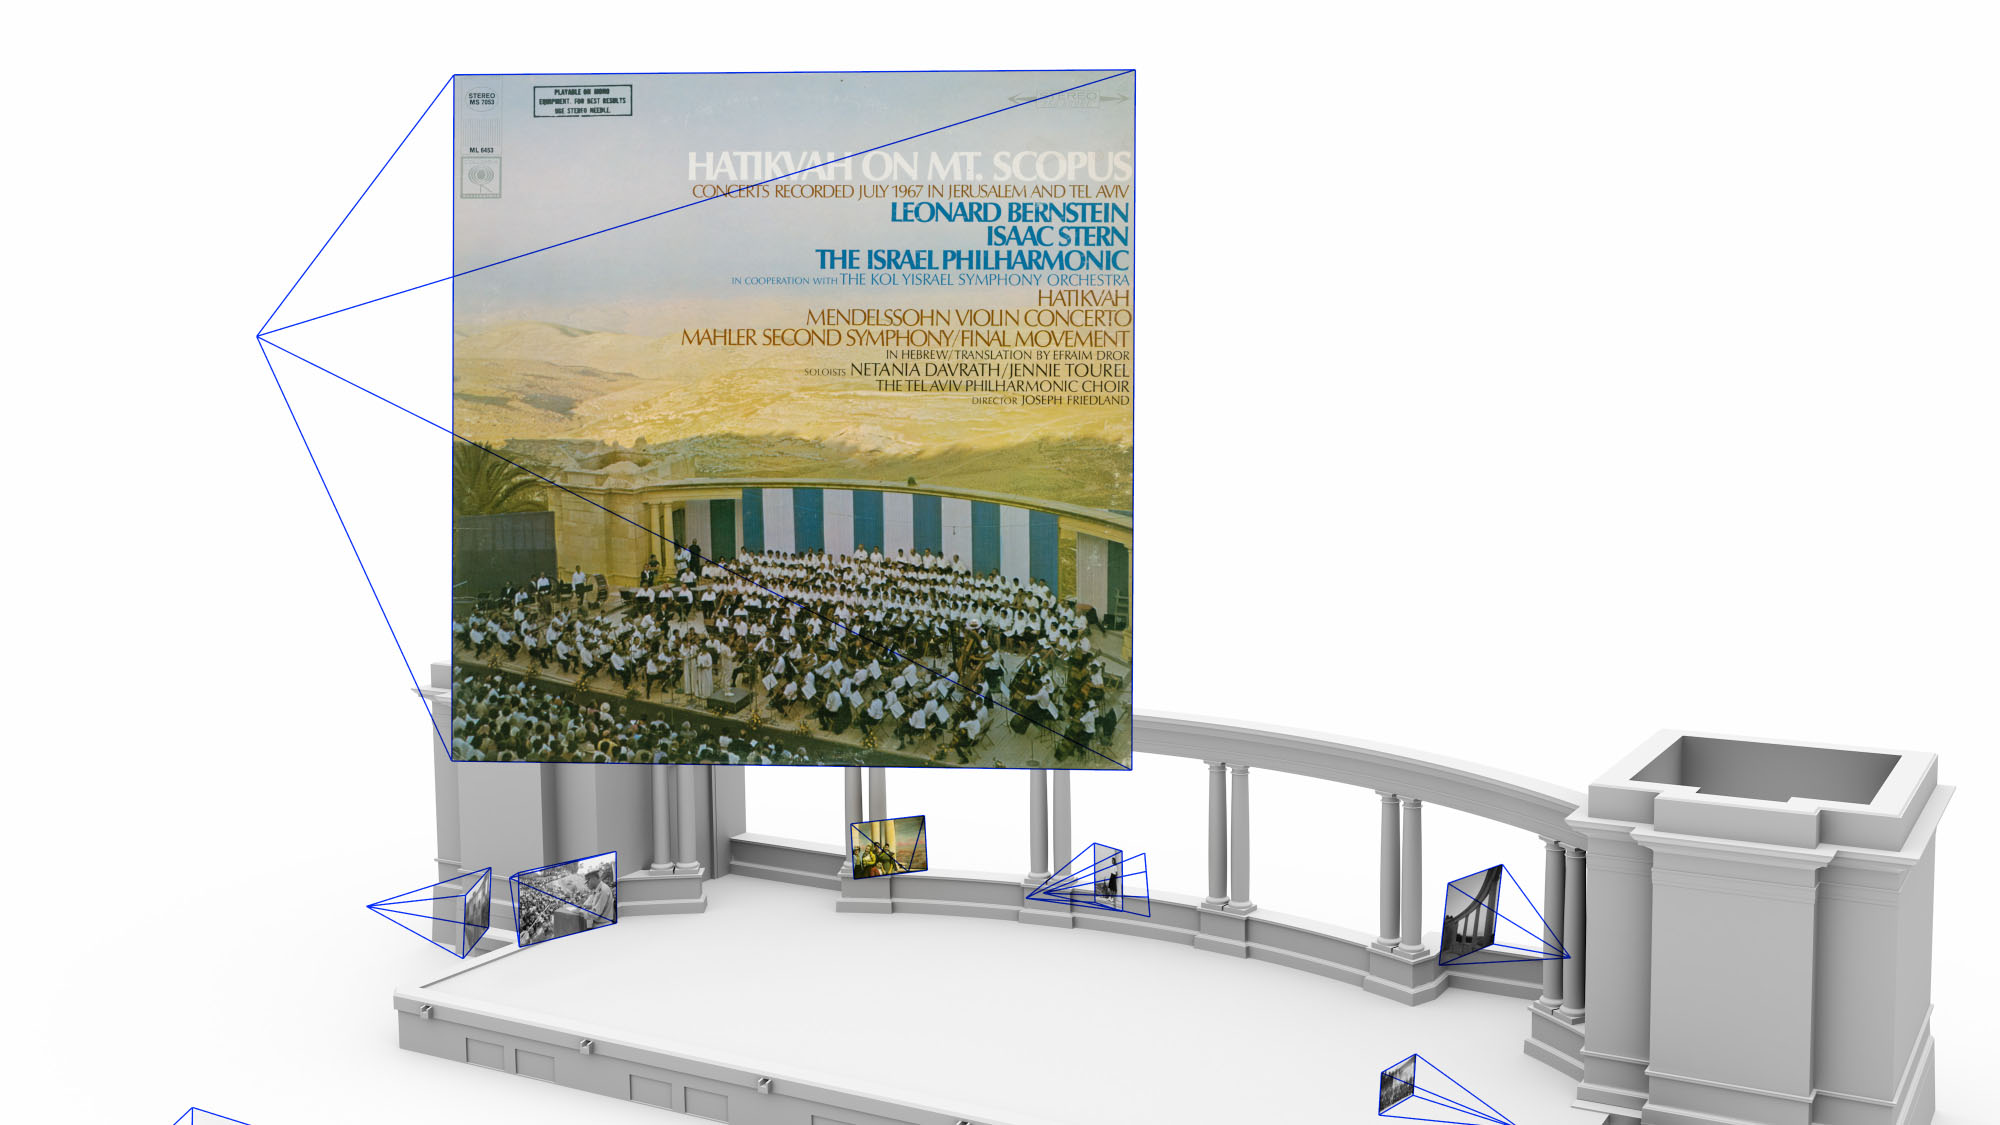 STEREO
MS 7053
PLAYABLE ON MONO
EQUIPMENT. FOR BEST RESULTS
USE STEREO NEEDLE.
STEREO
ML 6453
HATIKVAH ON MT. SCOPUS
CONCERTS RECORDED JULY 1967 IN JERUSALEM AND TEL AVIV
LEONARD BERNSTEIN
ISAAC STERN
THE ISRAEL PHILHARMONIC
IN COOPERATION WITH THE KOL YISRAEL SYMPHONY ORCHESTRA
HATIKVAH
MENDELSSOHN VIOLIN CONCERTO
MAHLER SECOND SYMPHONY/FINAL MOVEMENT
IN HEBREW/TRANSLATION BY EFRAIM DROR
SOLOISTS NETANIA DAVRATH/JENNIE TOUREL
THE TEL AVIV PHILHARMONIC CHOIR
DIRECTOR JOSEPH FRIEDLAND